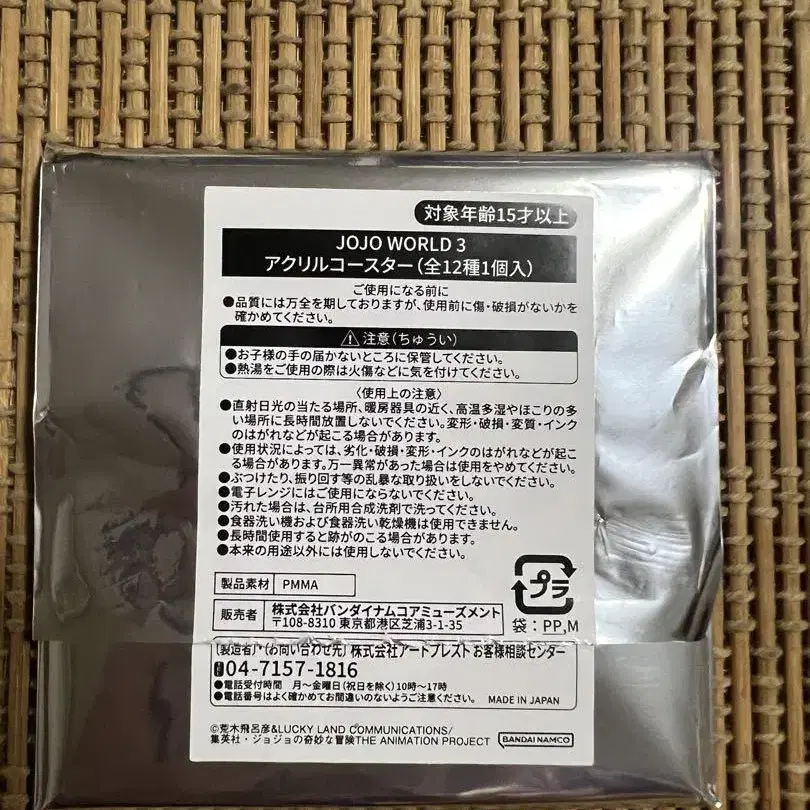 対象年齢15才以上
JOJO WORLD 3
アクリルコースター(全12種1個入)
ご使用になる前に
●品質には万全を期しておりますが、使用前に傷・破損がないかを
確かめてください。
⚠注意(ちゅうい)
●お子様の手の届かないところに保管してください。
●熱湯をご使用の際は火傷などに気を付けてください。
〈使用上の注意〉
●直射日光の当たる場所、暖房器具の近く、高温多湿やほこりの多
い場所に長時間放置しないでください。変形・破損・変質・インク
のはがれなどが起こる場合があります。
●使用状況によっては、劣化・破損・変形・インクのはがれなどが起こ
る場合があります。万一異常があった場合は使用をやめてください。
●ぶつけたり、振り回す等の乱暴な取り扱いをしないでください。
●電子レンジにはご使用にならないでください。
●汚れた場合は、台所用合成洗剤で洗ってください。
●食器洗い機および食器洗い乾燥機は使用できません。
●長時間使用すると跡がのこる場合があります。
●本来の用途以外には使用しないでください。
製品素材 PMMA
プラ
袋:PP,M
販売者 株式会社バンダイナムコアミューズメント
〒108-8310 東京都港区芝浦3-1-35
〔製造者〕・〔お問い合わせ先〕株式会社アートプレスト お客様相談センター
04-7157-1816
●電話受付時間 月〜金曜日(祝日を除く)10時〜17時
●電話番号はよく確かめてお間違いのないようご注意ください。 MADE IN JAPAN
©荒木飛呂彦&LUCKY LAND COMMUNICATIONS/
集英社・ジョジョの奇妙な冒険THE ANIMATION PROJECT
BANDAI NAMCO